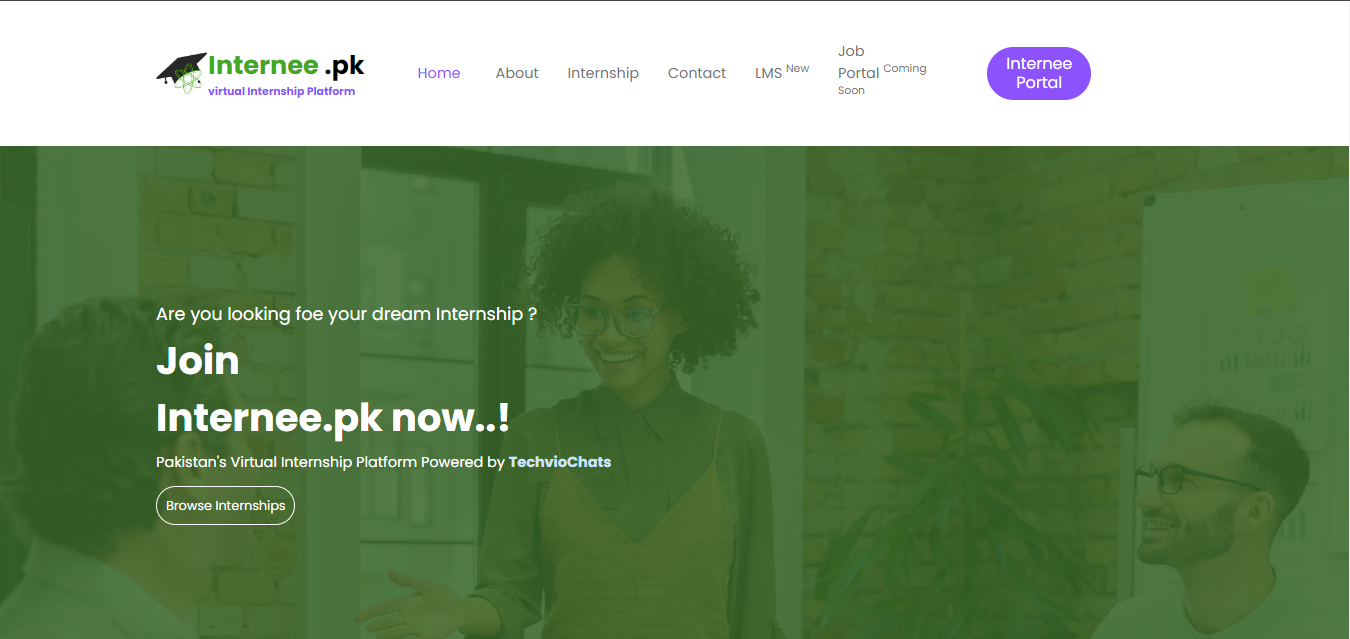 Internee .pk
virtual Internship Platform
Home
About
Internship
Contact
LMS New
Job
Portal Coming
Soon
Internee
Portal
Are you looking foe your dream Internship ?
Join
Internee.pk now..!
Pakistan's Virtual Internship Platform Powered by TechvioChats
Browse Internships